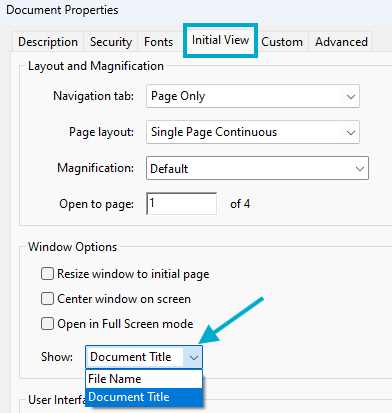 Document Properties
Description Security Fonts Initial View Custom Advanced
Layout and Magnification
Navigation tab: Page Only
Page layout: Single Page Continuous
Magnification: Default
Open to page: 1 of 4
Window Options
Resize window to initial page
Center window on screen
Open in Full Screen mode
Show: Document Title
File Name
Document Title
User Interfa